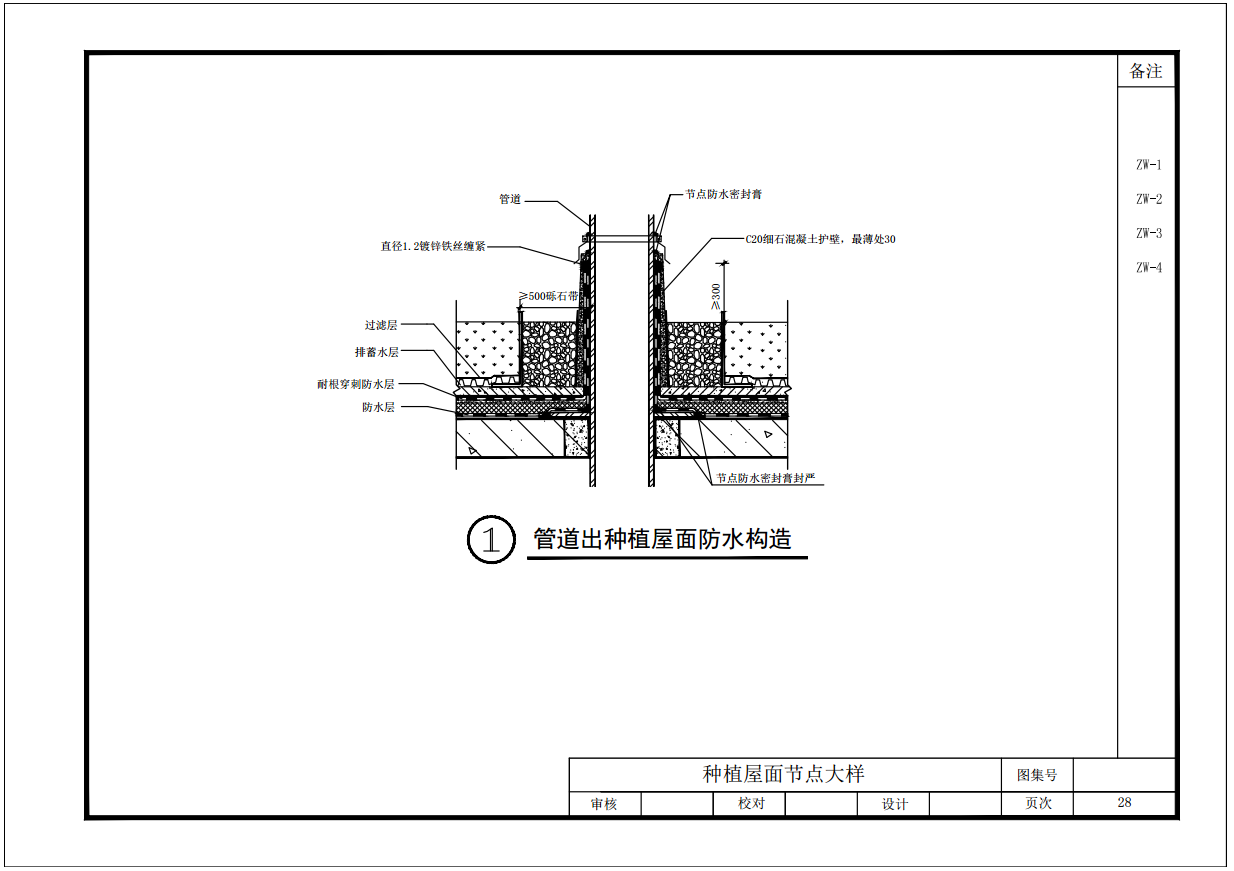 备注
ZW-1
ZW-2
ZW-3
ZW-4
管道
节点防水密封膏
直径1.2镀锌铁丝缠紧
C20细石混凝土护壁，最薄处30
≥500砾石带
≥300
过滤层
排蓄水层
耐根穿刺防水层
防水层
节点防水密封膏封严
1 管道出种植屋面防水构造
种植屋面节点大样 图集号
审核 校对 设计 页次 28